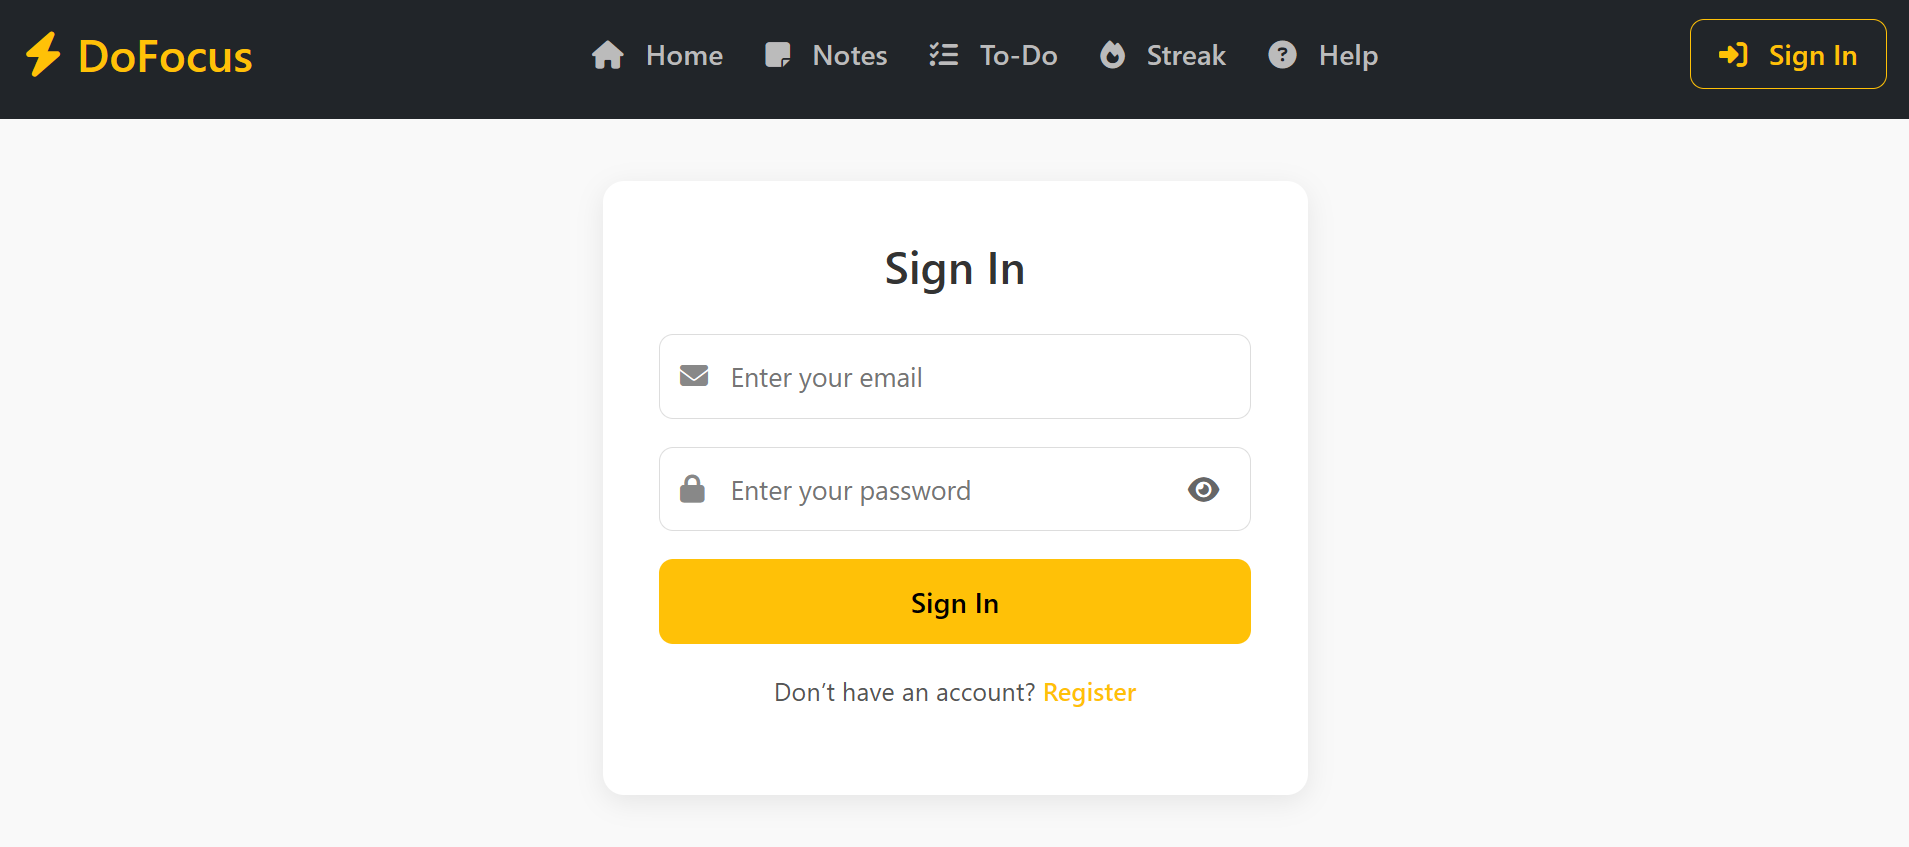 DoFocus Home Notes To-Do Streak Help Sign In
Sign In
Enter your email
Enter your password
Sign In
Don’t have an account? Register